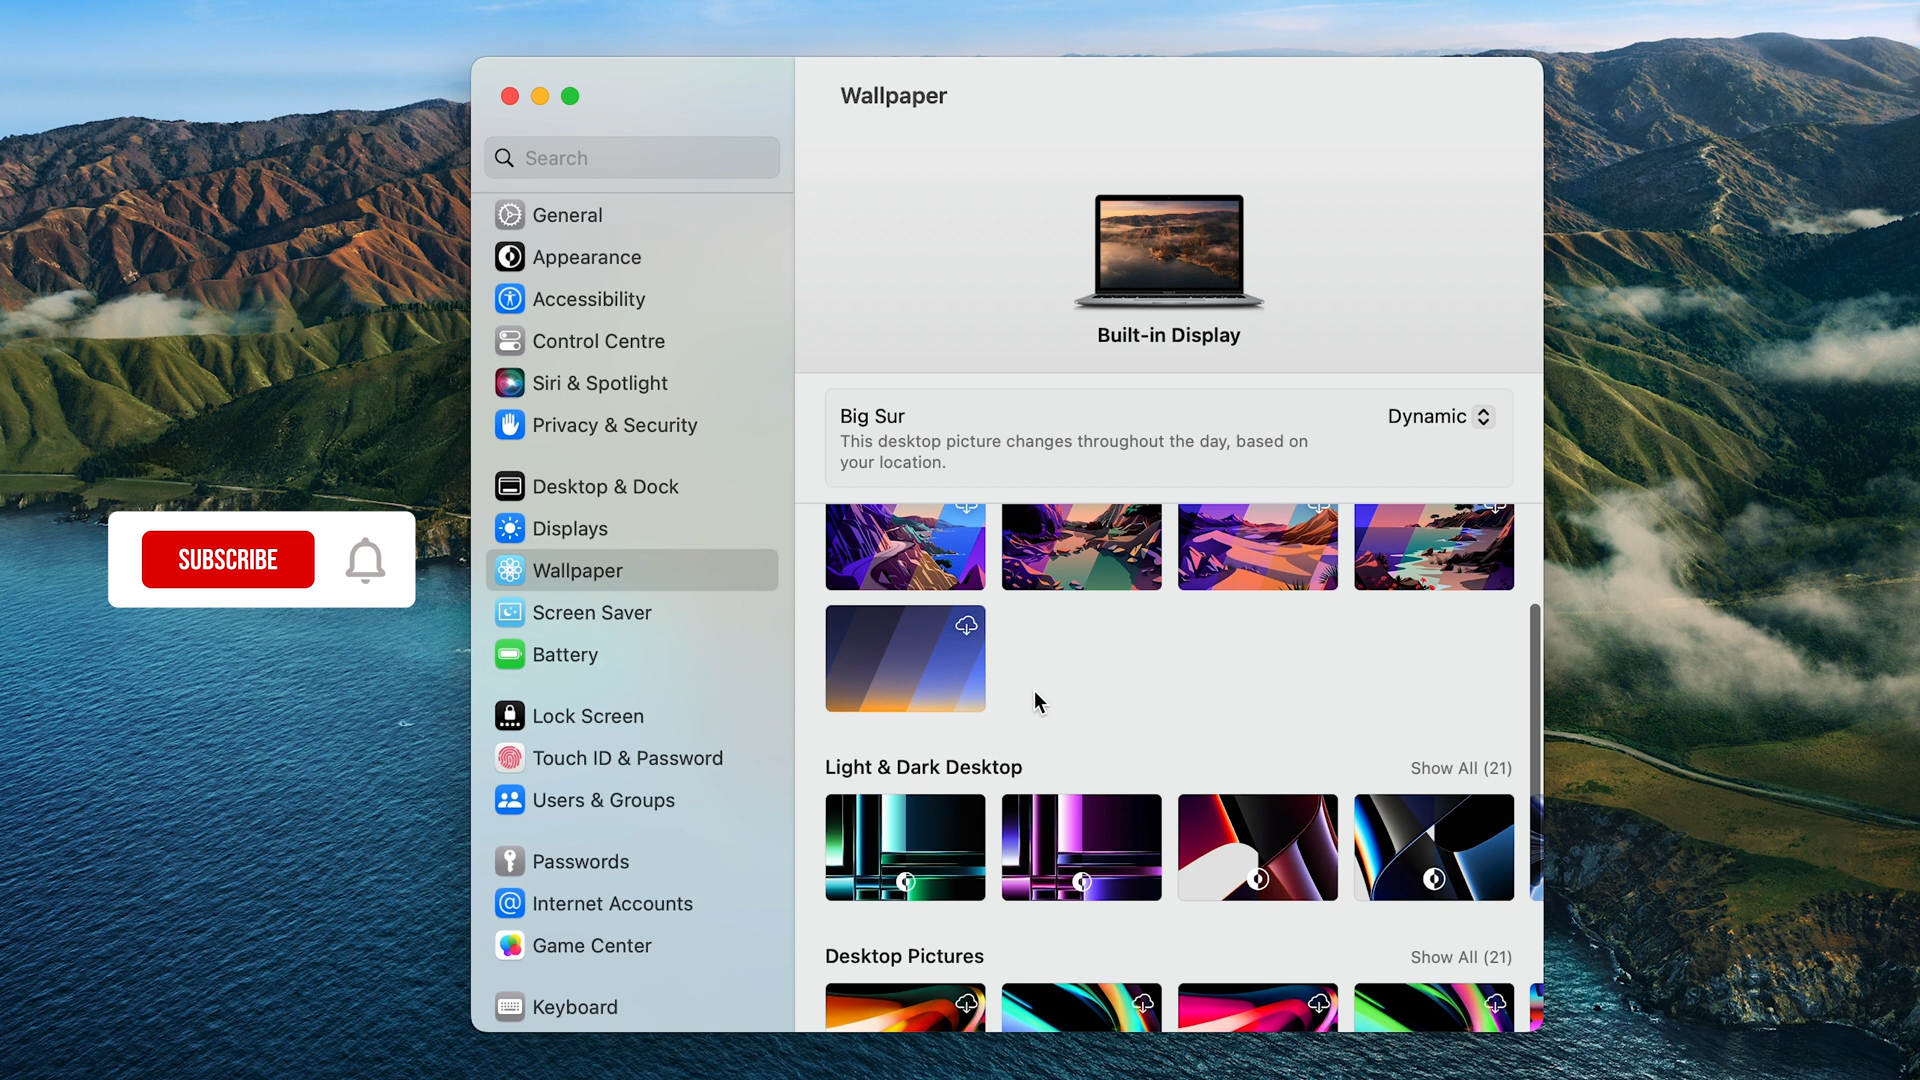 Wallpaper
Search
General
Appearance
Accessibility
Control Centre
Siri & Spotlight
Privacy & Security
Desktop & Dock
Displays
Wallpaper
Screen Saver
Battery
Lock Screen
Touch ID & Password
Users & Groups
Passwords
Internet Accounts
Game Center
Keyboard
Built-in Display
Big Sur
Dynamic
This desktop picture changes throughout the day, based on
your location.
Light & Dark Desktop
Show All (21)
Desktop Pictures
Show All (21)
SUBSCRIBE